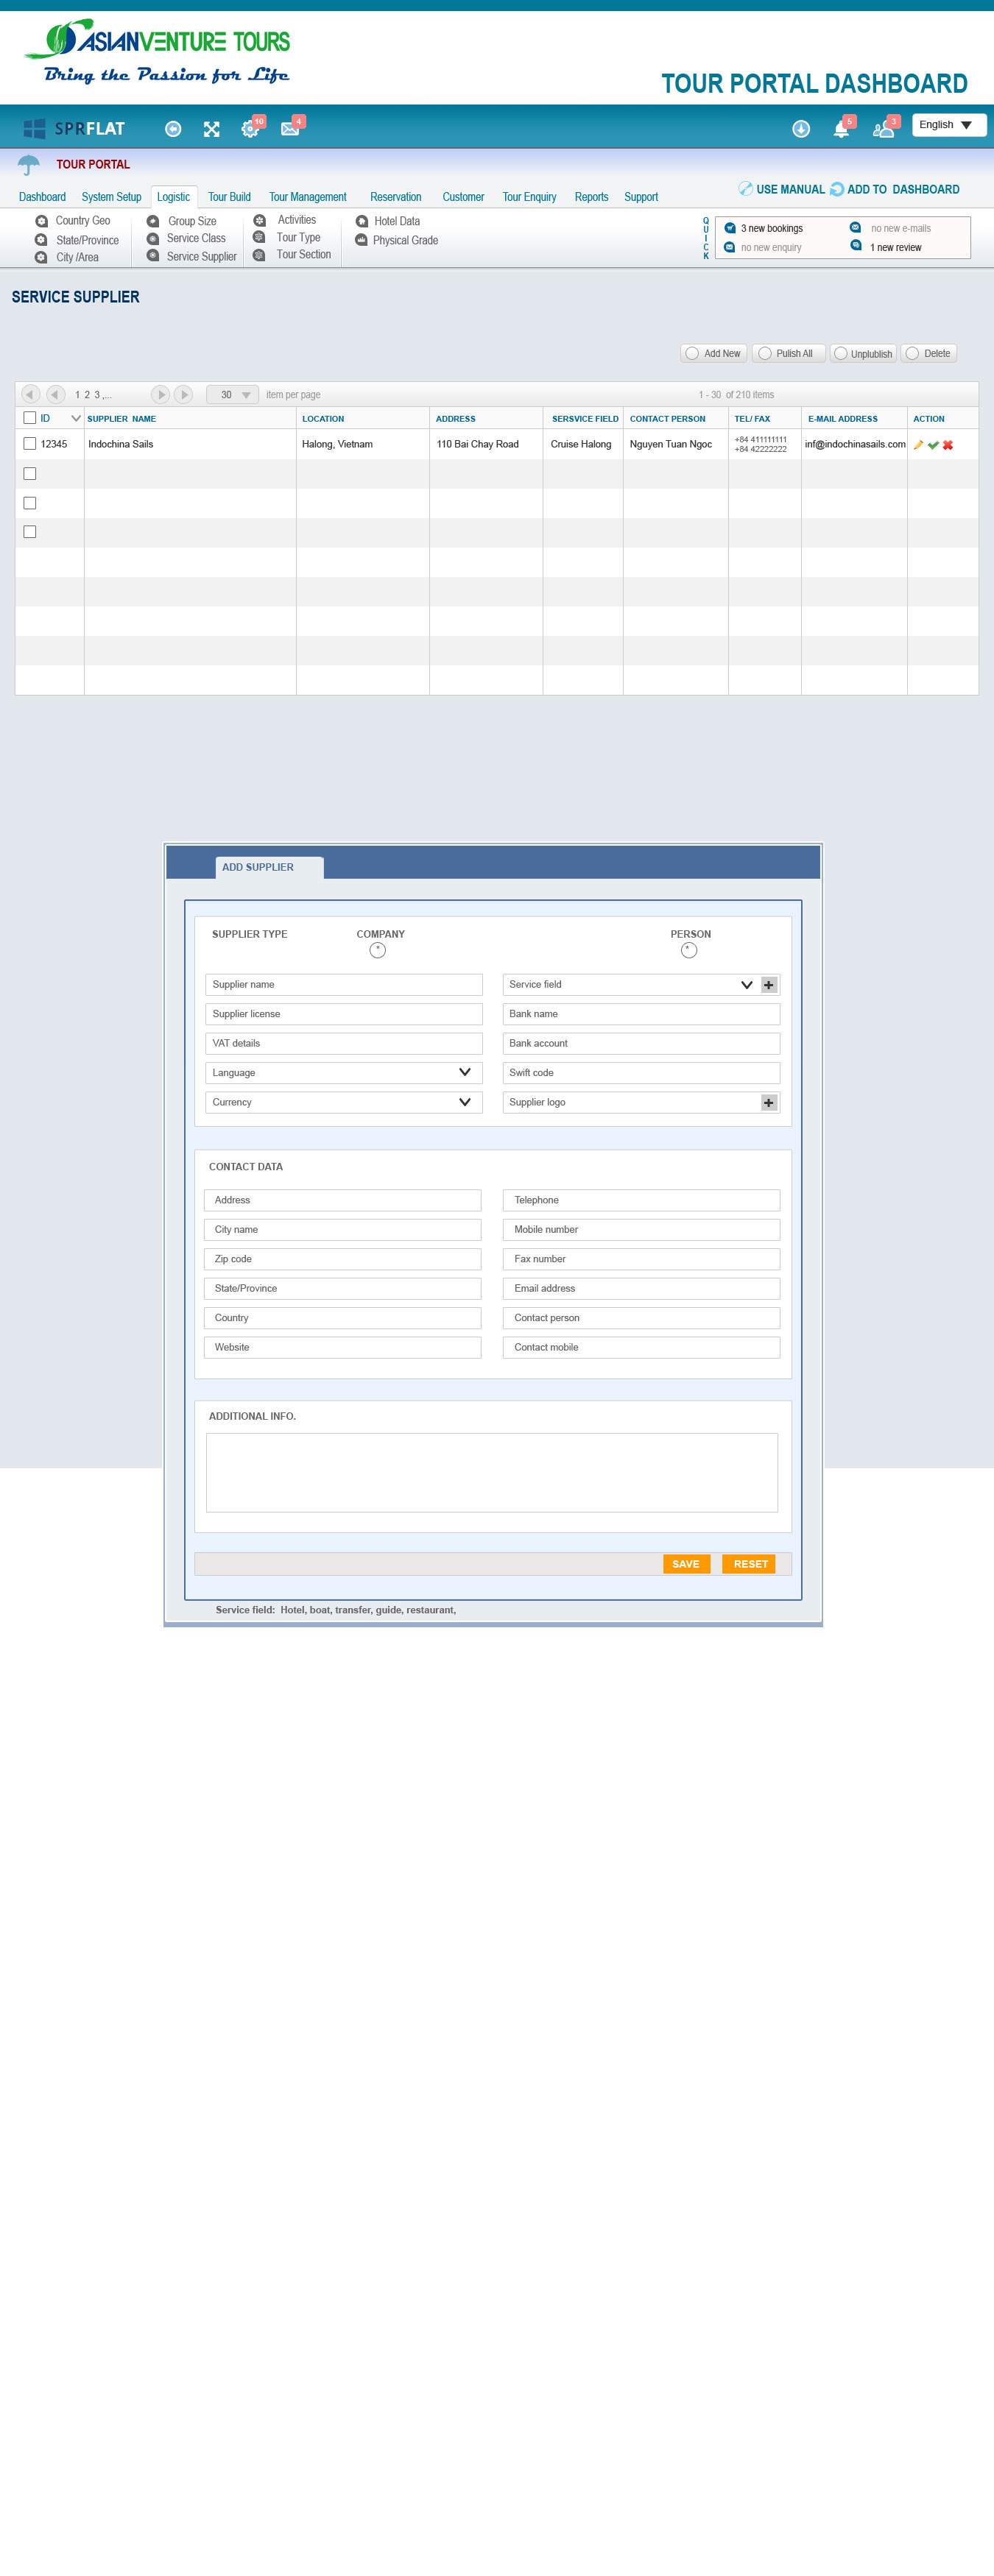 ASIANVENTURE TOURS
Bring the Passion for Life
TOUR PORTAL DASHBOARD
SPRFLAT 10 4 5 3 English
TOUR PORTAL
USE MANUAL ADD TO DASHBOARD
Dashboard System Setup Logistic Tour Build Tour Management Reservation Customer Tour Enquiry Reports Support
Country Geo Group Size Activities Hotel Data
State/Province Service Class Tour Type Physical Grade
City /Area Service Supplier Tour Section
QUICK
3 new bookings no new e-mails
no new enquiry 1 new review
SERVICE SUPPLIER
Add New Pulish All Unplublish Delete
1 2 3 ,... 30 item per page 1 - 30 of 210 items
ID SUPPLIER NAME LOCATION ADDRESS SERSVICE FIELD CONTACT PERSON TEL/ FAX E-MAIL ADDRESS ACTION
12345 Indochina Sails Halong, Vietnam 110 Bai Chay Road Cruise Halong Nguyen Tuan Ngoc +84 411111111 inf@indochinasails.com
+84 42222222
ADD SUPPLIER
SUPPLIER TYPE COMPANY PERSON
* *
Supplier name Service field
Supplier license Bank name
VAT details Bank account
Language Swift code
Currency Supplier logo
CONTACT DATA
Address Telephone
City name Mobile number
Zip code Fax number
State/Province Email address
Country Contact person
Website Contact mobile
ADDITIONAL INFO.
SAVE RESET
Service field: Hotel, boat, transfer, guide, restaurant,